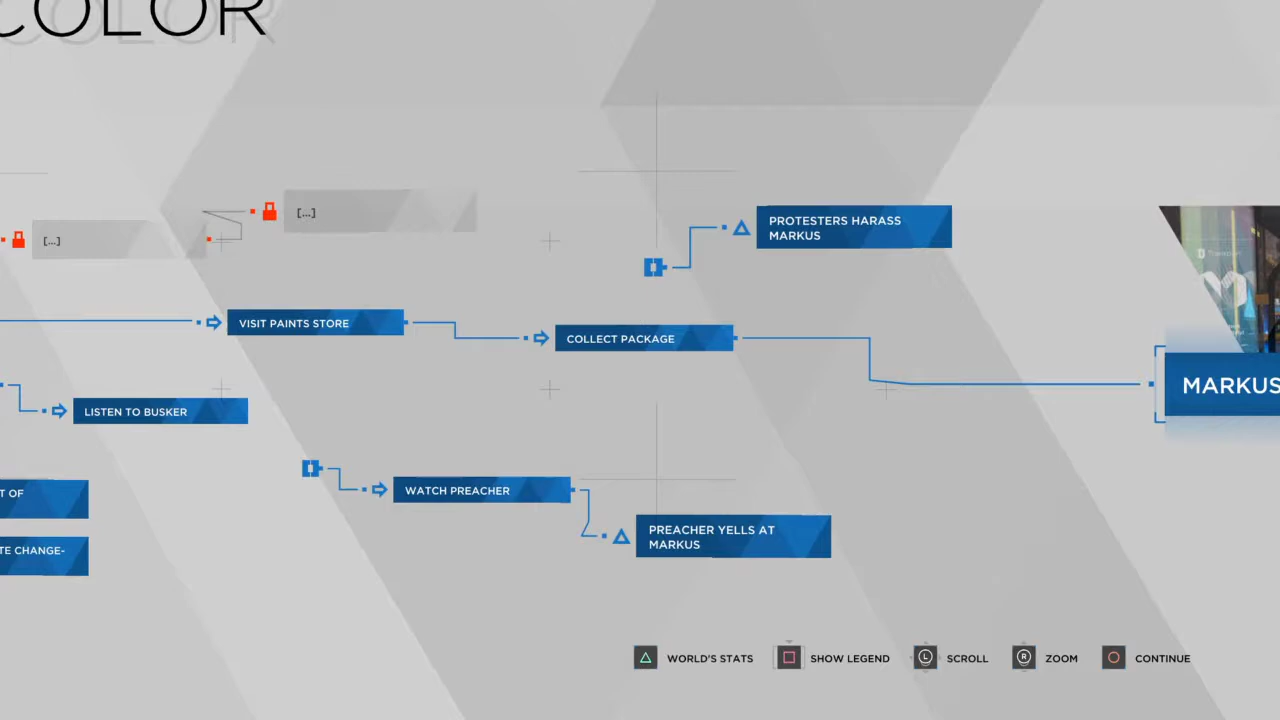 COLOR
PROTESTERS HARASS
MARKUS
[...]
[...]
VISIT PAINTS STORE
COLLECT PACKAGE
MARKUS
LISTEN TO BUSKER
WATCH PREACHER
T OF
PREACHER YELLS AT
MARKUS
TE CHANGE-
WORLD'S STATS
SHOW LEGEND
L
SCROLL
R
ZOOM
CONTINUE